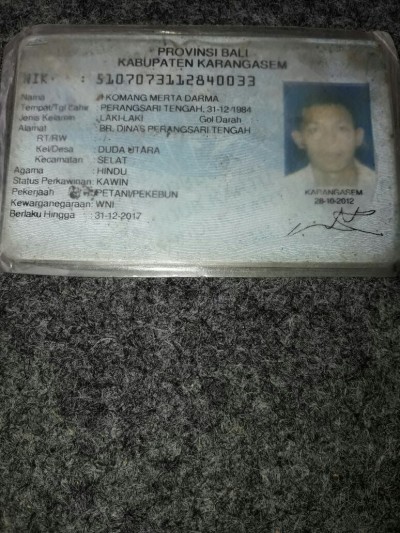 PROVINSI BALI
KABUPATEN KARANGASEM
NIK : 5107073112840033
Nama KOMANG MERTA DARMA
Tempat/Tgl Lahir PERANGSARI TENGAH, 31-12-1984
Jenis Kelamin LAKI-LAKI Gol Darah
Alamat BR. DINAS PERANGSARI TENGAH
RT/RW
Kel/Desa DUDA UTARA
Kecamatan SELAT
Agama : HINDU
Status Perkawinan: KAWIN
Pekerjaan PETANI/PEKEBUN
Kewarganegaraan: WNI
Berlaku Hingga : 31-12-2017
KARANGASEM
28-10-2012